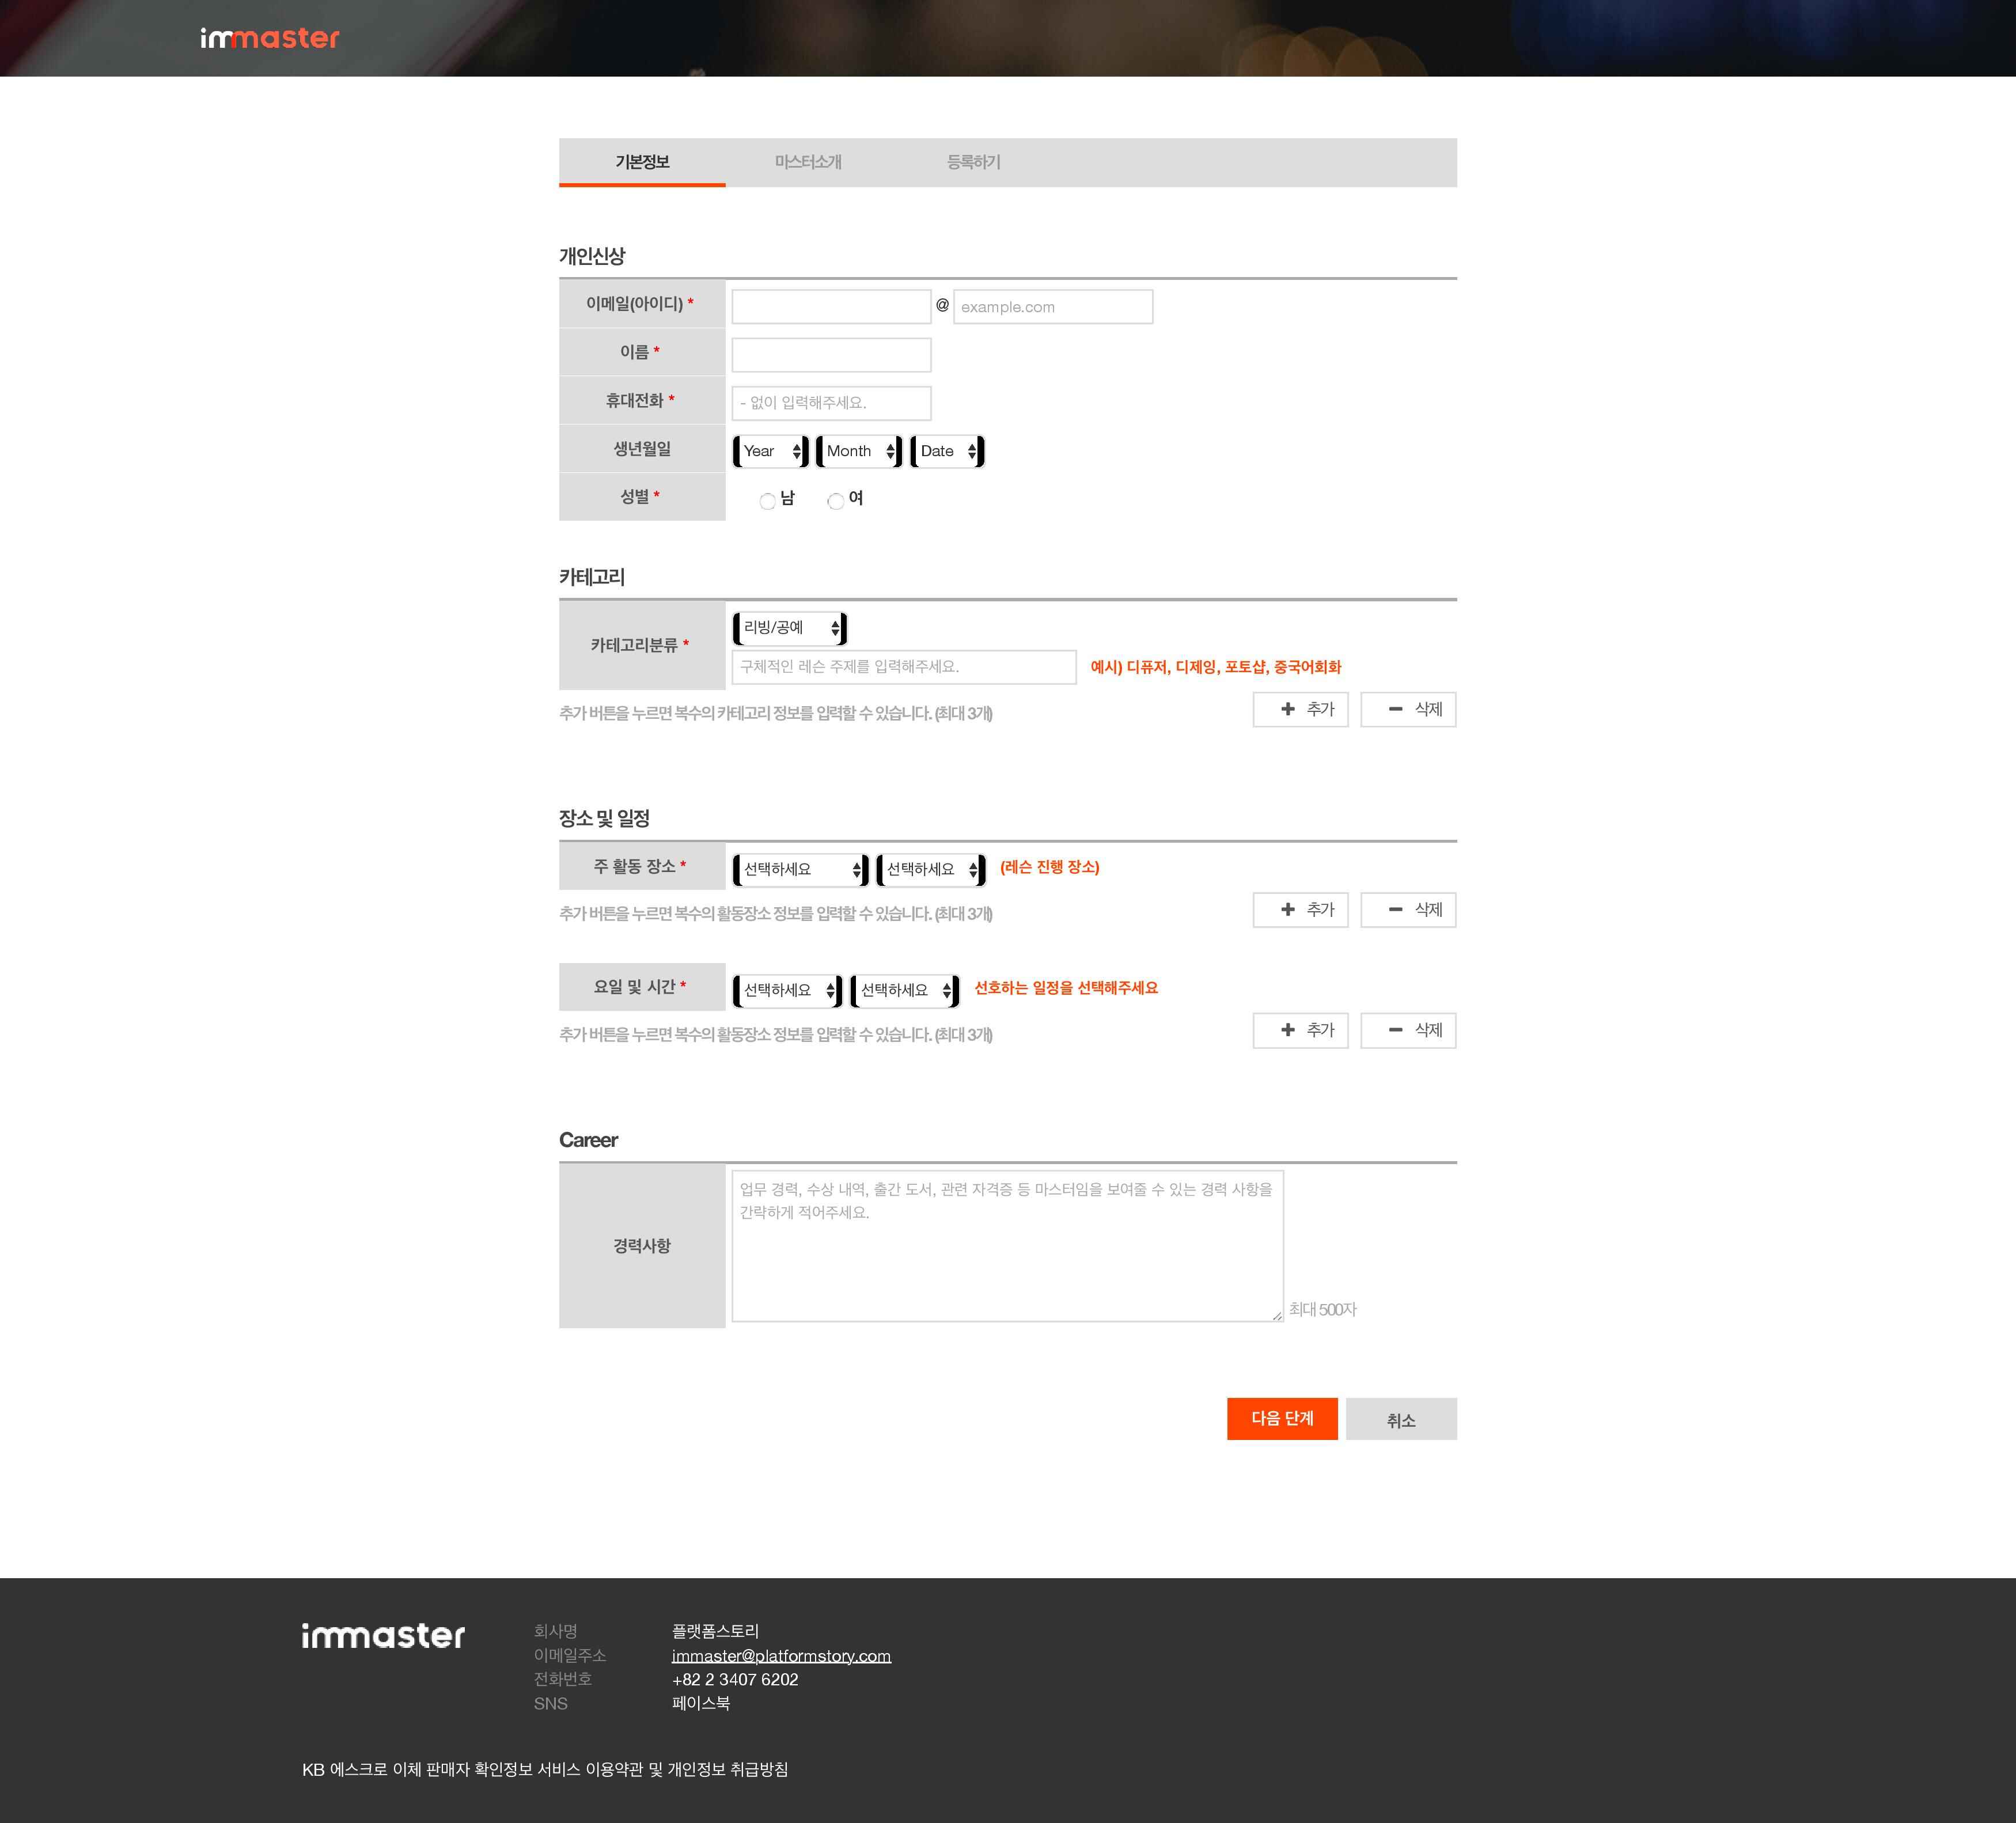 immaster
기본정보 마스터소개 등록하기
개인신상
이메일(아이디) * @ example.com
이름 *
휴대전화 * - 없이 입력해주세요.
생년월일 Year Month Date
성별 * 남 여
카테고리
카테고리분류 * 리빙/공예
구체적인 레슨 주제를 입력해주세요. 예시) 디퓨저, 디제잉, 포토샵, 중국어회화
추가 버튼을 누르면 복수의 카테고리 정보를 입력할 수 있습니다. (최대 3개) + 추가 - 삭제
장소 및 일정
주 활동 장소 * 선택하세요 선택하세요 (레슨 진행 장소)
추가 버튼을 누르면 복수의 활동장소 정보를 입력할 수 있습니다. (최대 3개) + 추가 - 삭제
요일 및 시간 * 선택하세요 선택하세요 선호하는 일정을 선택해주세요
추가 버튼을 누르면 복수의 활동장소 정보를 입력할 수 있습니다. (최대 3개) + 추가 - 삭제
Career
경력사항
업무 경력, 수상 내역, 출간 도서, 관련 자격증 등 마스터임을 보여줄 수 있는 경력 사항을
간략하게 적어주세요.
최대 500자
다음 단계 취소
immaster
회사명 플랫폼스토리
이메일주소 immaster@platformstory.com
전화번호 +82 2 3407 6202
SNS 페이스북
KB 에스크로 이체 판매자 확인정보 서비스 이용약관 및 개인정보 취급방침